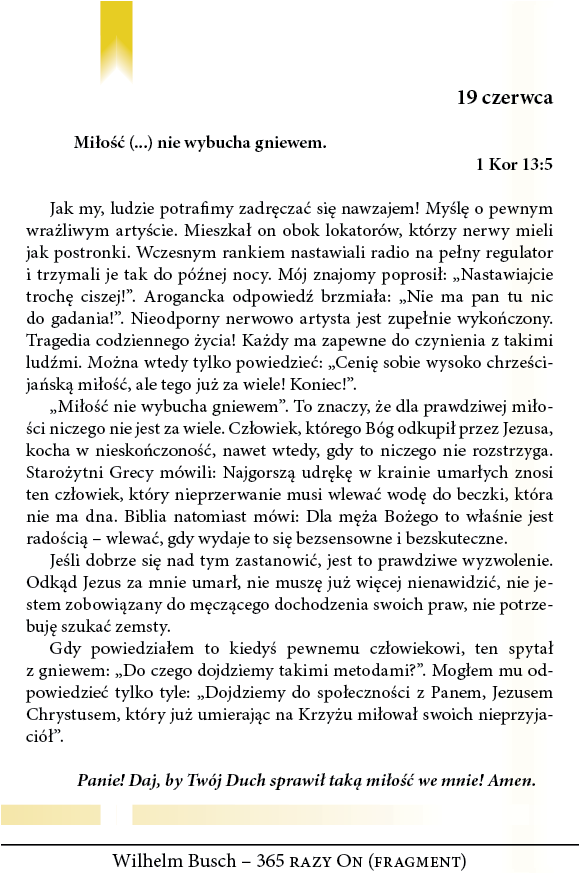 19 czerwca
Miłość (...) nie wybucha gniewem.
1 Kor 13:5
Jak my, ludzie potrafimy zadręczać się nawzajem! Myślę o pewnym
wrażliwym artyście. Mieszkał on obok lokatorów, którzy nerwy mieli
jak postronki. Wczesnym rankiem nastawiali radio na pełny regulator
i trzymali je tak do późnej nocy. Mój znajomy poprosił: „Nastawiajcie
trochę ciszej!”. Arogancka odpowiedź brzmiała: „Nie ma pan tu nic
do gadania!”. Nieodporny nerwowo artysta jest zupełnie wykończony.
Tragedia codziennego życia! Każdy ma zapewne do czynienia z takimi
ludźmi. Można wtedy tylko powiedzieć: „Cenię sobie wysoko chrześci-
jańską miłość, ale tego już za wiele! Koniec!”.
„Miłość nie wybucha gniewem”. To znaczy, że dla prawdziwej miło-
ści niczego nie jest za wiele. Człowiek, którego Bóg odkupił przez Jezusa,
kocha w nieskończoność, nawet wtedy, gdy to niczego nie rozstrzyga.
Starożytni Grecy mówili: Najgorszą udrękę w krainie umarłych znosi
ten człowiek, który nieprzerwanie musi wlewać wodę do beczki, która
nie ma dna. Biblia natomiast mówi: Dla męża Bożego to właśnie jest
radością – wlewać, gdy wydaje to się bezsensowne i bezskuteczne.
Jeśli dobrze się nad tym zastanowić, jest to prawdziwe wyzwolenie.
Odkąd Jezus za mnie umarł, nie muszę już więcej nienawidzić, nie je-
stem zobowiązany do męczącego dochodzenia swoich praw, nie potrze-
buję szukać zemsty.
Gdy powiedziałem to kiedyś pewnemu człowiekowi, ten spytał
z gniewem: „Do czego dojdziemy takimi metodami?”. Mogłem mu od-
powiedzieć tylko tyle: „Dojdziemy do społeczności z Panem, Jezusem
Chrystusem, który już umierając na Krzyżu miłował swoich nieprzyja-
ciół”.
Panie! Daj, by Twój Duch sprawił taką miłość we mnie! Amen.
Wilhelm Busch – 365 RAZY ON (FRAGMENT)